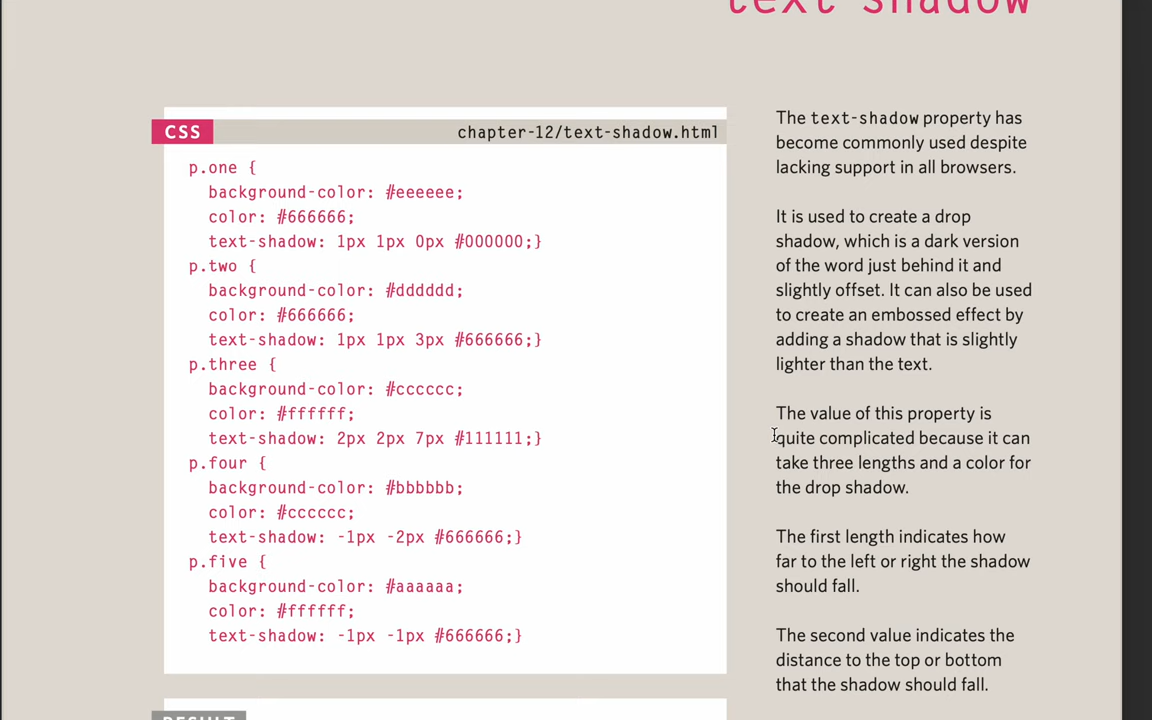 text-shadow
CSS
chapter-12/text-shadow.html
p.one {
background-color: #eeeeee;
color: #666666;
text-shadow: 1px 1px 0px #000000;}
p.two {
background-color: #dddddd;
color: #666666;
text-shadow: 1px 1px 3px #666666;}
p.three {
background-color: #cccccc;
color: #ffffff;
text-shadow: 2px 2px 7px #111111;}
p.four {
background-color: #bbbbbb;
color: #cccccc;
text-shadow: -1px -2px #666666;}
p.five {
background-color: #aaaaaa;
color: #ffffff;
text-shadow: -1px -1px #666666;}
RESULT
The text-shadow property has
become commonly used despite
lacking support in all browsers.
It is used to create a drop
shadow, which is a dark version
of the word just behind it and
slightly offset. It can also be used
to create an embossed effect by
adding a shadow that is slightly
lighter than the text.
The value of this property is
quite complicated because it can
take three lengths and a color for
the drop shadow.
The first length indicates how
far to the left or right the shadow
should fall.
The second value indicates the
distance to the top or bottom
that the shadow should fall.